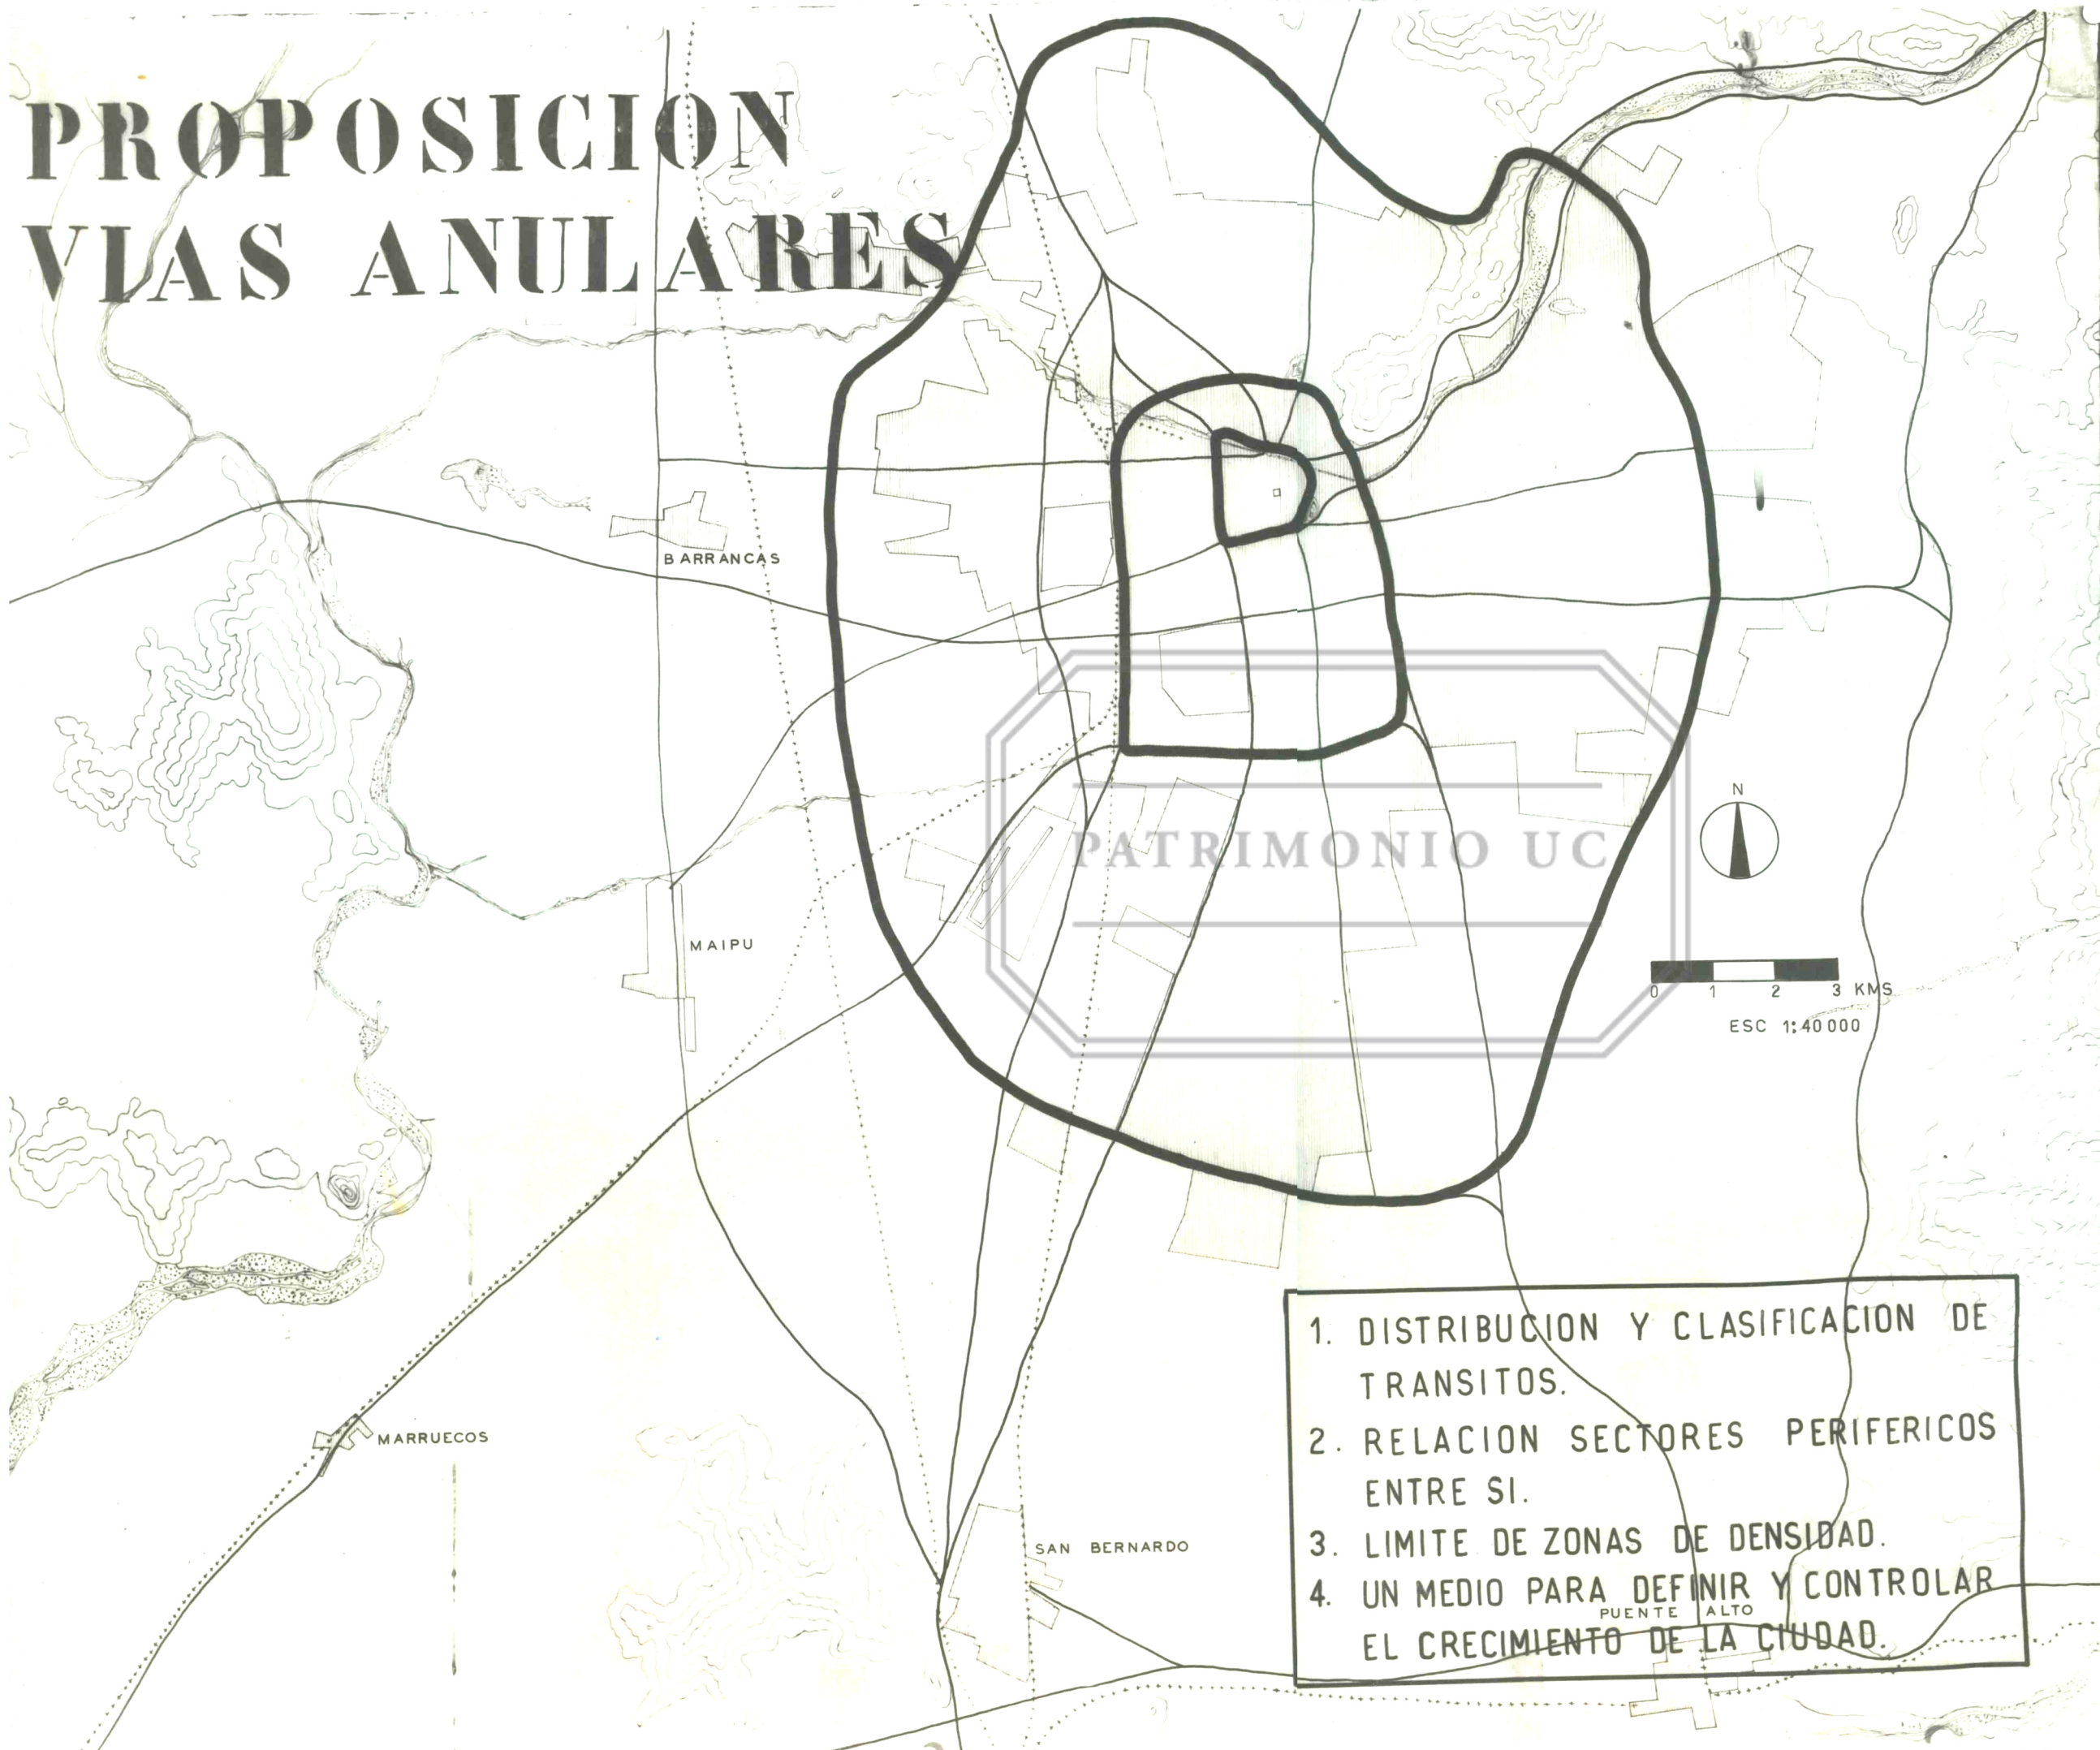 PROPOSICION
VIAS ANULARES
BARRANCAS
MAIPU
MARRUECOS
SAN BERNARDO
PATRIMONIO UC
N
0 1 2 3 KMS
ESC 1:40 000
1. DISTRIBUCION Y CLASIFICACION DE
TRANSITOS.
2. RELACION SECTORES PERIFERICOS
ENTRE SI.
3. LIMITE DE ZONAS DE DENSIDAD.
4. UN MEDIO PARA DEFINIR Y CONTROLAR
PUENTE ALTO
EL CRECIMIENTO DE LA CIUDAD.